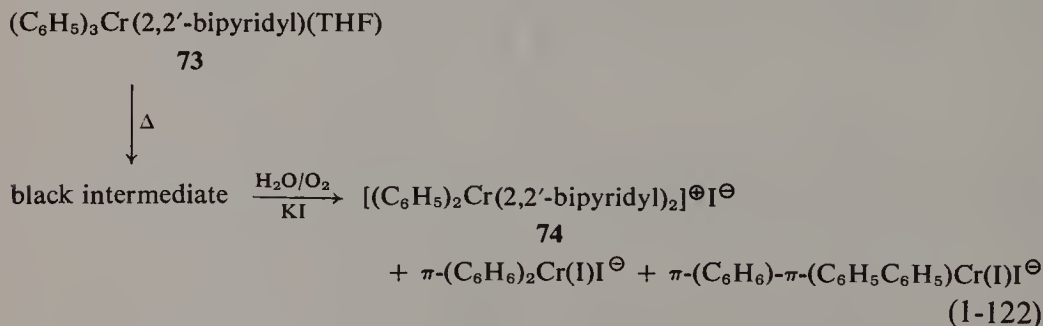 (C₆H₅)₃Cr(2,2′-bipyridyl)(THF)
73
Δ
black intermediate H₂O/O₂ KI [(C₆H₅)₂Cr(2,2′-bipyridyl)₂]⊕I⊖
74
+ π-(C₆H₆)₂Cr(I)I⊖ + π-(C₆H₆)-π-(C₆H₅C₆H₅)Cr(I)I⊖
(1-122)